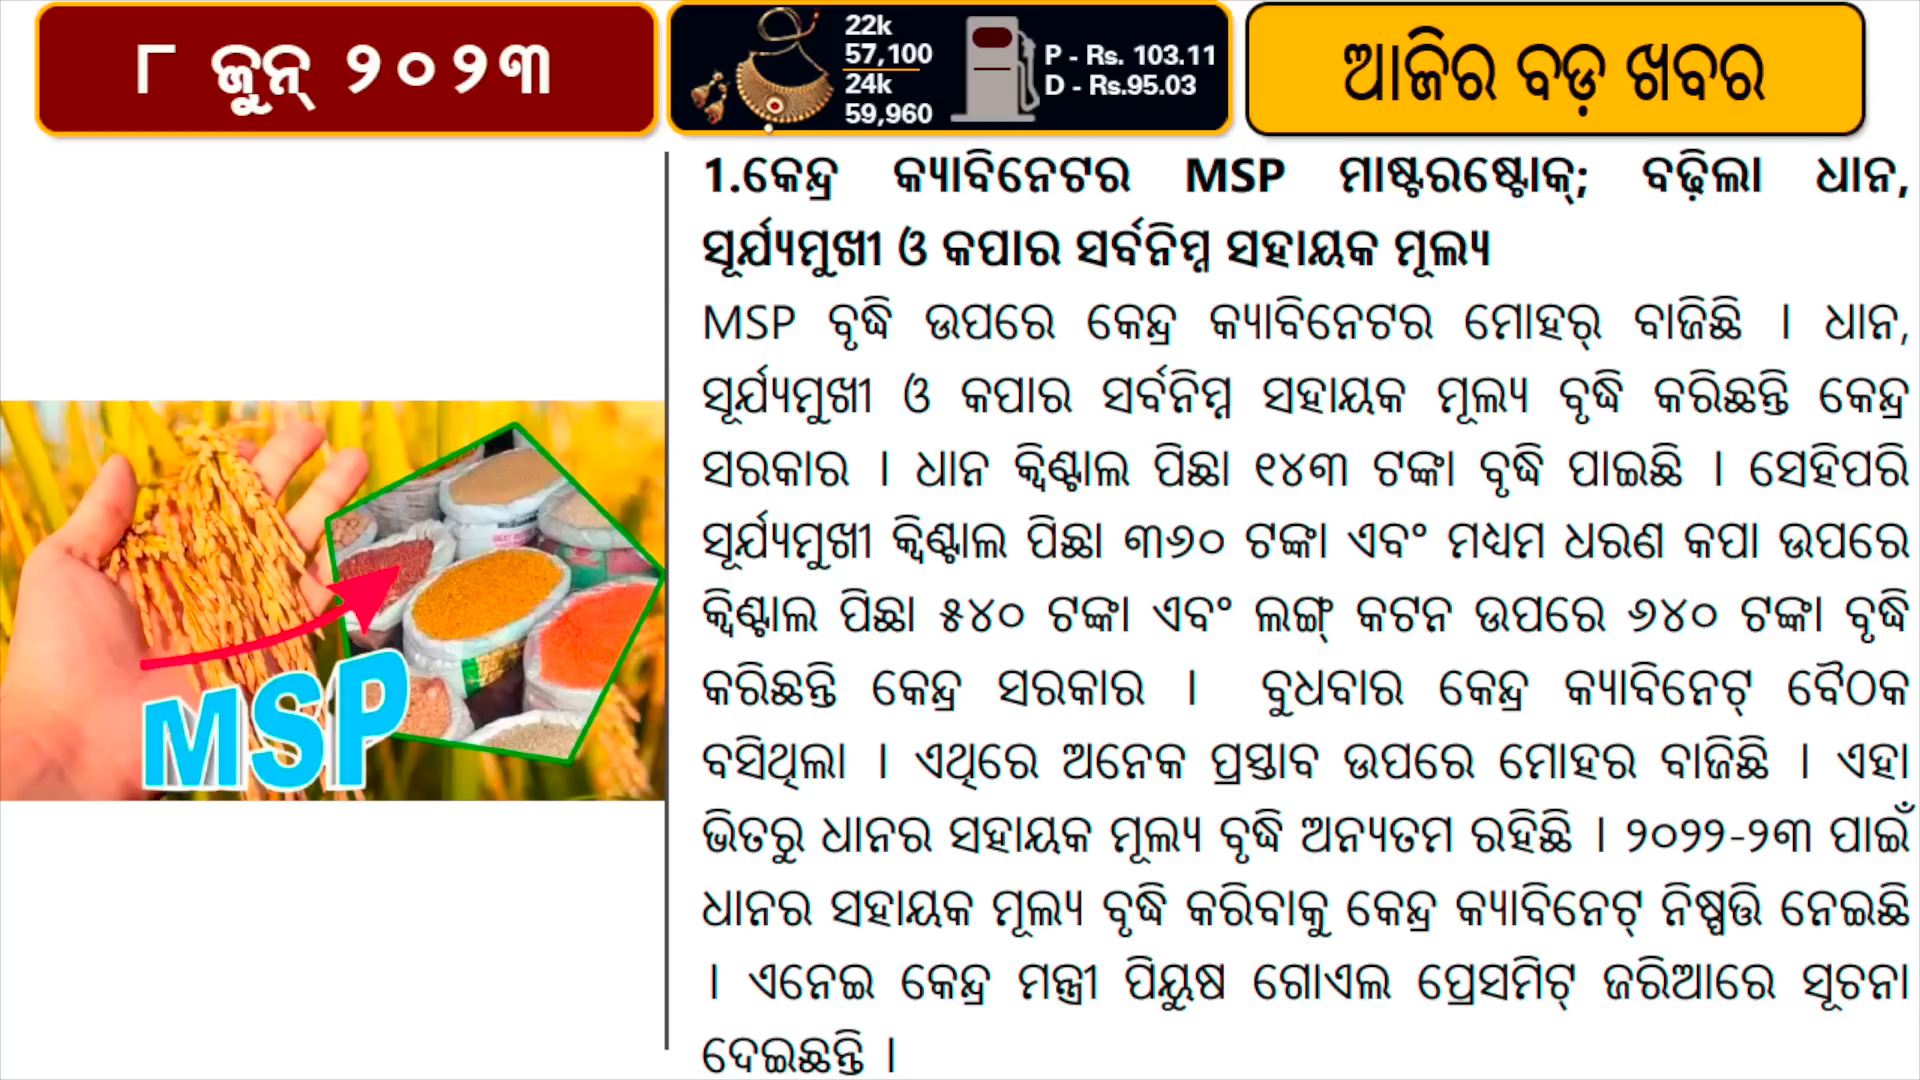 ୮ ଜୁନ୍ ୨୦୨୩
22k
57,100
24k
59,960
P - Rs. 103.11
D - Rs.95.03
ଆଜିର ବଡ଼ ଖବର
1.କେନ୍ଦ୍ର କ୍ୟାବିନେଟର MSP ମାଷ୍ଟରଷ୍ଟୋକ୍; ବଢ଼ିଲା ଧାନ,
ସୂର୍ଯ୍ୟମୁଖୀ ଓ କପାର ସର୍ବନିମ୍ନ ସହାୟକ ମୂଲ୍ୟ
MSP ବୃଦ୍ଧି ଉପରେ କେନ୍ଦ୍ର କ୍ୟାବିନେଟର ମୋହର୍ ବାଜିଛି । ଧାନ,
ସୂର୍ଯ୍ୟମୁଖୀ ଓ କପାର ସର୍ବନିମ୍ନ ସହାୟକ ମୂଲ୍ୟ ବୃଦ୍ଧି କରିଛନ୍ତି କେନ୍ଦ୍ର
ସରକାର । ଧାନ କ୍ୱିଣ୍ଟାଲ ପିଛା ୧୪୩ ଟଙ୍କା ବୃଦ୍ଧି ପାଇଛି । ସେହିପରି
ସୂର୍ଯ୍ୟମୁଖୀ କ୍ୱିଣ୍ଟାଲ ପିଛା ୩୬୦ ଟଙ୍କା ଏବଂ ମଧ୍ୟମ ଧରଣ କପା ଉପରେ
କ୍ୱିଣ୍ଟାଲ ପିଛା ୫୪୦ ଟଙ୍କା ଏବଂ ଲଙ୍ଗ୍ କଟନ ଉପରେ ୬୪୦ ଟଙ୍କା ବୃଦ୍ଧି
କରିଛନ୍ତି କେନ୍ଦ୍ର ସରକାର । ବୁଧବାର କେନ୍ଦ୍ର କ୍ୟାବିନେଟ୍ ବୈଠକ
ବସିଥିଲା । ଏଥିରେ ଅନେକ ପ୍ରସ୍ତାବ ଉପରେ ମୋହର ବାଜିଛି । ଏହା
ଭିତରୁ ଧାନର ସହାୟକ ମୂଲ୍ୟ ବୃଦ୍ଧି ଅନ୍ୟତମ ରହିଛି । ୨୦୨୨-୨୩ ପାଇଁ
ଧାନର ସହାୟକ ମୂଲ୍ୟ ବୃଦ୍ଧି କରିବାକୁ କେନ୍ଦ୍ର କ୍ୟାବିନେଟ୍ ନିଷ୍ପତ୍ତି ନେଇଛି
। ଏନେଇ କେନ୍ଦ୍ର ମନ୍ତ୍ରୀ ପିୟୁଷ ଗୋଏଲ ପ୍ରେସମିଟ୍ ଜରିଆରେ ସୂଚନା
ଦେଇଛନ୍ତି ।
MSP